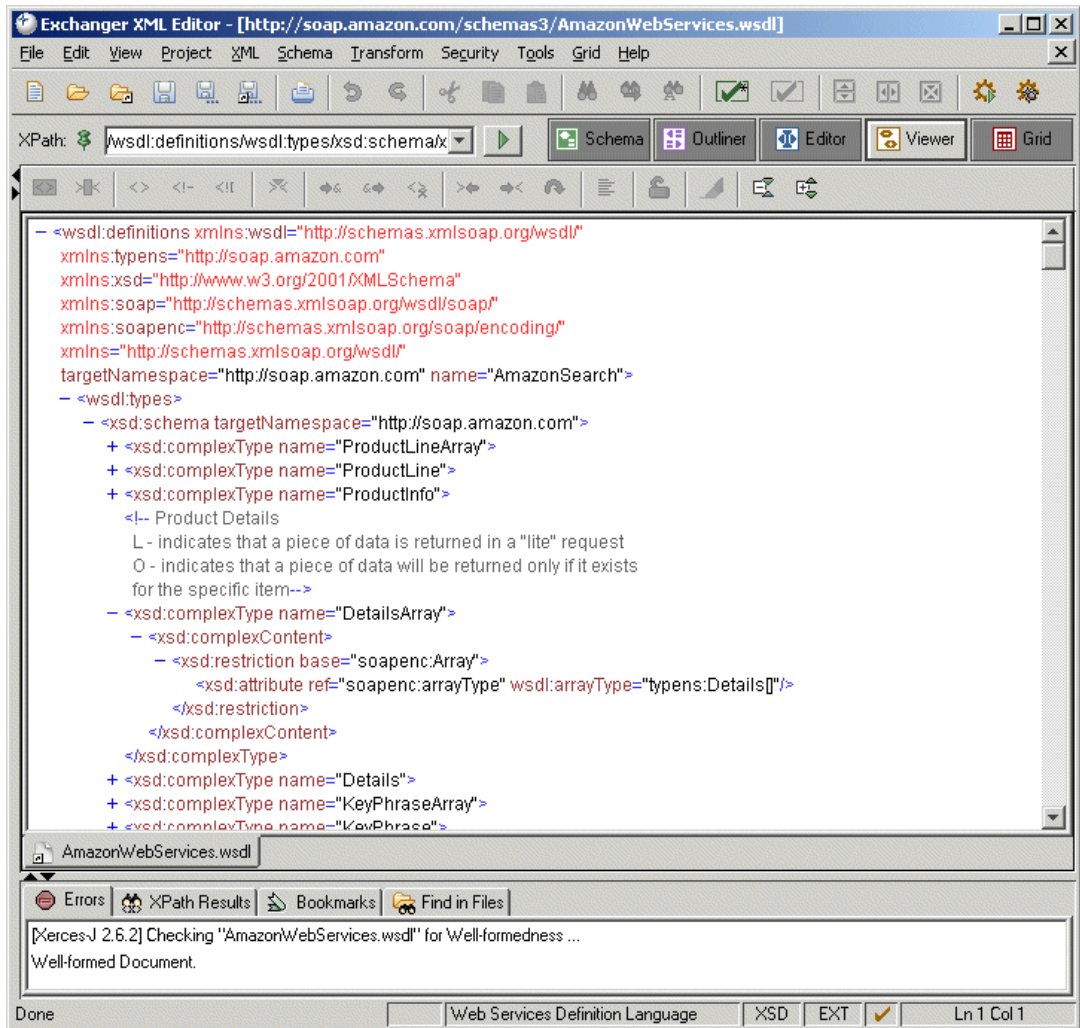 Exchanger XML Editor - [http://soap.amazon.com/schemas3/AmazonWebServices.wsdl]
File Edit View Project XML Schema Transform Security Tools Grid Help
XPath: /wsdl:definitions/wsdl:types/xsd:schema/x Schema Outliner Editor Viewer Grid
- <wsdl:definitions xmlns:wsdl="http://schemas.xmlsoap.org/wsdl/"
xmlns:typens="http://soap.amazon.com"
xmlns:xsd="http://www.w3.org/2001/XMLSchema"
xmlns:soap="http://schemas.xmlsoap.org/wsdl/soap/"
xmlns:soapenc="http://schemas.xmlsoap.org/soap/encoding/"
xmlns="http://schemas.xmlsoap.org/wsdl/"
targetNamespace="http://soap.amazon.com" name="AmazonSearch">
- <wsdl:types>
- <xsd:schema targetNamespace="http://soap.amazon.com">
+ <xsd:complexType name="ProductLineArray">
+ <xsd:complexType name="ProductLine">
+ <xsd:complexType name="ProductInfo">
<!-- Product Details
L - indicates that a piece of data is returned in a "lite" request
O - indicates that a piece of data will be returned only if it exists
for the specific item-->
- <xsd:complexType name="DetailsArray">
- <xsd:complexContent>
- <xsd:restriction base="soapenc:Array">
<xsd:attribute ref="soapenc:arrayType" wsdl:arrayType="typens:Details[]"/>
</xsd:restriction>
</xsd:complexContent>
</xsd:complexType>
+ <xsd:complexType name="Details">
+ <xsd:complexType name="KeyPhraseArray">
+ <xsd:complexType name="KeyPhrase">
AmazonWebServices.wsdl
Errors XPath Results Bookmarks Find in Files
[Xerces-J 2.6.2] Checking "AmazonWebServices.wsdl" for Well-formedness ...
Well-formed Document.
Done Web Services Definition Language XSD EXT Ln 1 Col 1